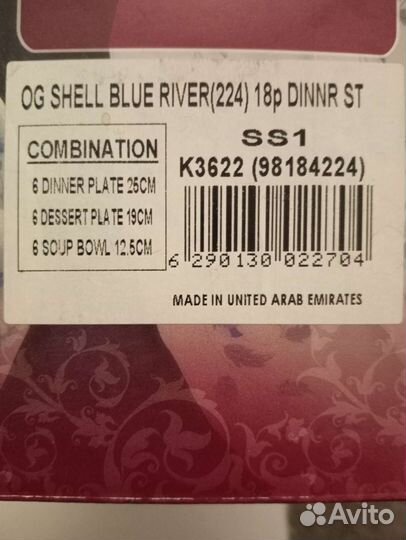 OG SHELL BLUE RIVER(224) 18p DINNR ST
COMBINATION
6 DINNER PLATE 25CM
6 DESSERT PLATE 19CM
6 SOUP BOWL 12.5CM
SS1
K3622 (98184224)
6 290130 022704
MADE IN UNITED ARAB EMIRATES
Avito